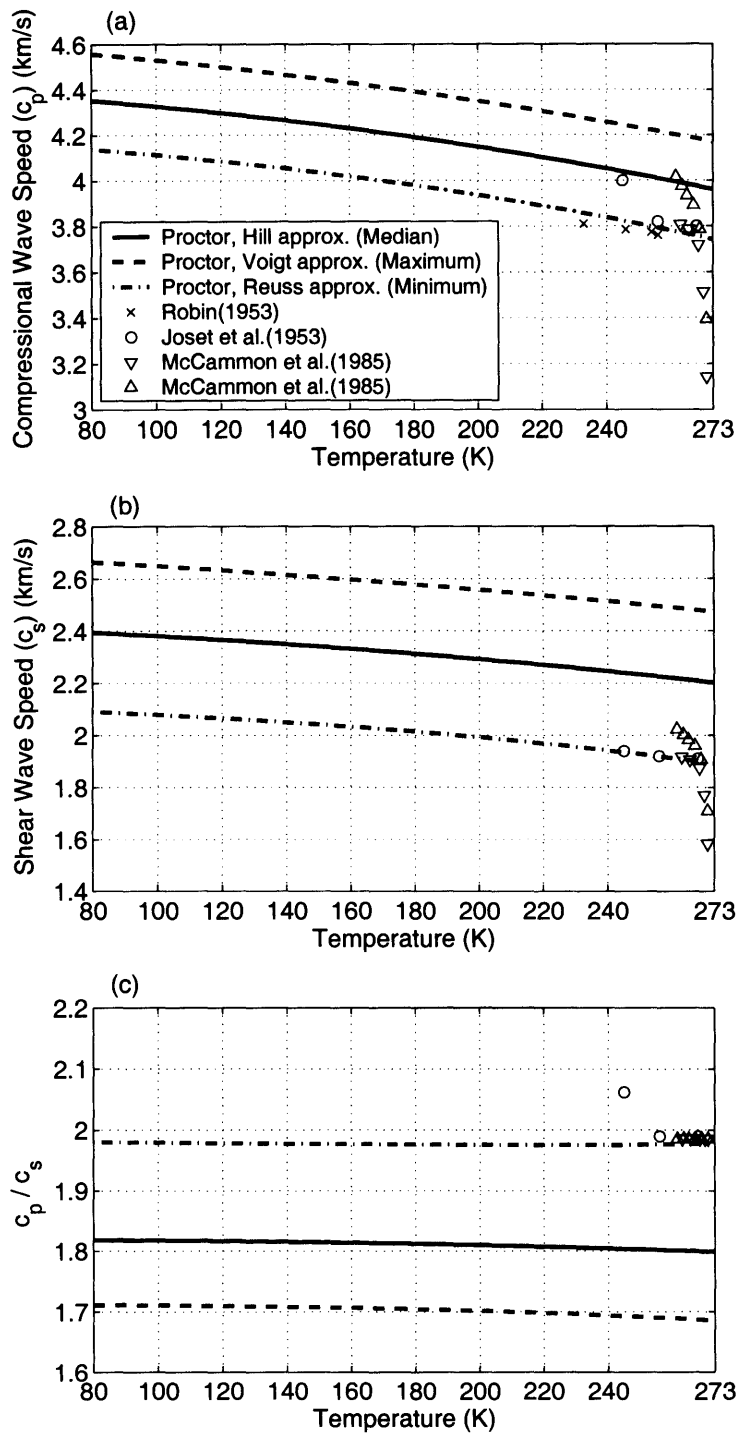 (a)
Compressional Wave Speed (cp) (km/s)
4.6
4.4
4.2
4
3.8
3.6
3.4
3.2
3
Proctor, Hill approx. (Median)
Proctor, Voigt approx. (Maximum)
Proctor, Reuss approx. (Minimum)
Robin(1953)
Joset et al.(1953)
McCammon et al.(1985)
McCammon et al.(1985)
80 100 120 140 160 180 200 220 240 273
Temperature (K)
(b)
Shear Wave Speed (cs) (km/s)
2.8
2.6
2.4
2.2
2
1.8
1.6
1.4
80 100 120 140 160 180 200 220 240 273
Temperature (K)
(c)
cp / cs
2.2
2.1
2
1.9
1.8
1.7
1.6
80 100 120 140 160 180 200 220 240 273
Temperature (K)